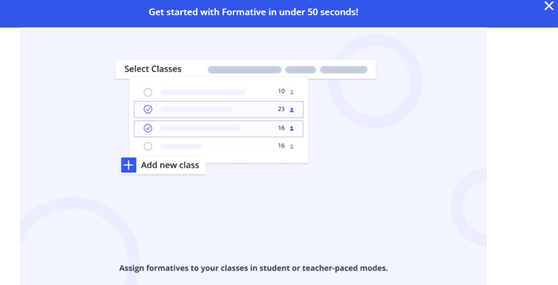 Get started with Formative in under 50 seconds!
Select Classes
10
23
16
16
Add new class
Assign formatives to your classes in student or teacher-paced modes.